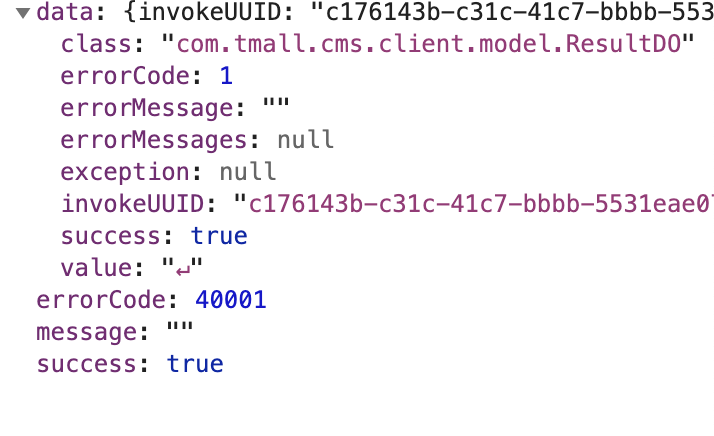 ▼data: {invokeUUID: "c176143b-c31c-41c7-bbbb-553
class: "com.tmall.cms.client.model.ResultDO"
errorCode: 1
errorMessage: ""
errorMessages: null
exception: null
invokeUUID: "c176143b-c31c-41c7-bbbb-5531eae0
success: true
value: "↵"
errorCode: 40001
message: ""
success: true